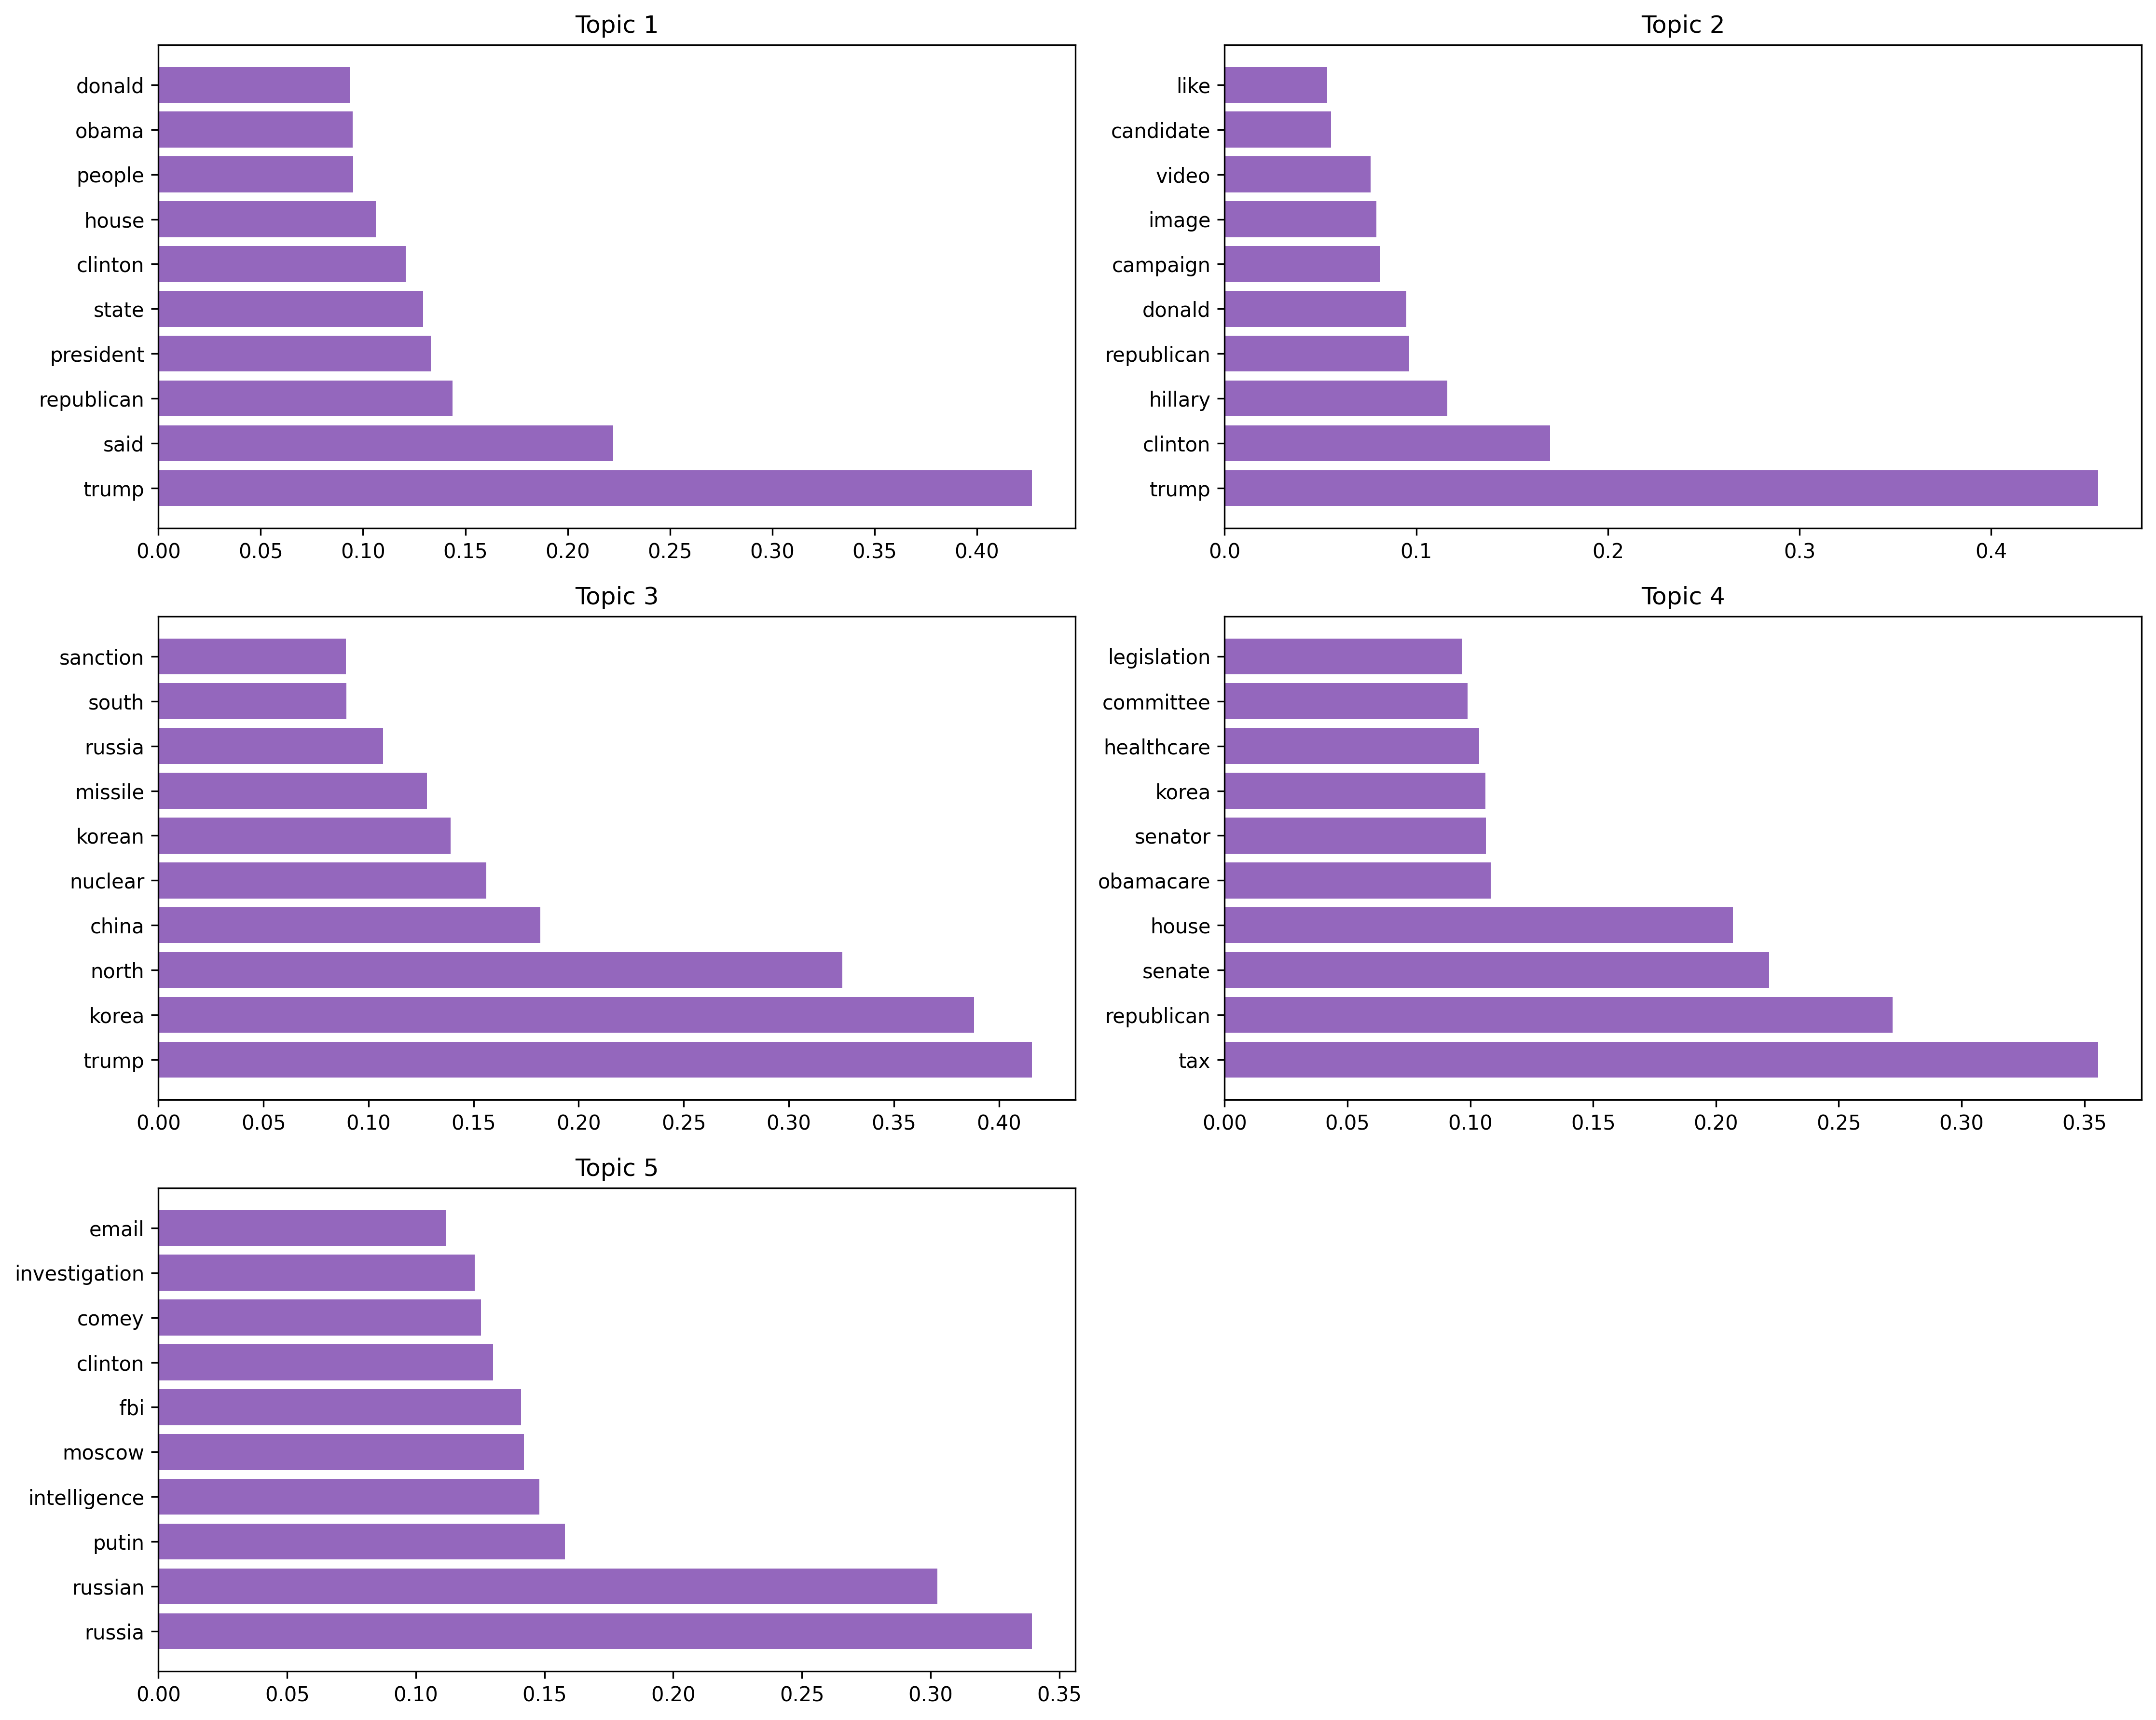 Topic 1
donald
obama
people
house
clinton
state
president
republican
said
trump
0.00 0.05 0.10 0.15 0.20 0.25 0.30 0.35 0.40
Topic 2
like
candidate
video
image
campaign
donald
republican
hillary
clinton
trump
0.0 0.1 0.2 0.3 0.4
Topic 3
sanction
south
russia
missile
korean
nuclear
china
north
korea
trump
0.00 0.05 0.10 0.15 0.20 0.25 0.30 0.35 0.40
Topic 4
legislation
committee
healthcare
korea
senator
obamacare
house
senate
republican
tax
0.00 0.05 0.10 0.15 0.20 0.25 0.30 0.35
Topic 5
email
investigation
comey
clinton
fbi
moscow
intelligence
putin
russian
russia
0.00 0.05 0.10 0.15 0.20 0.25 0.30 0.35